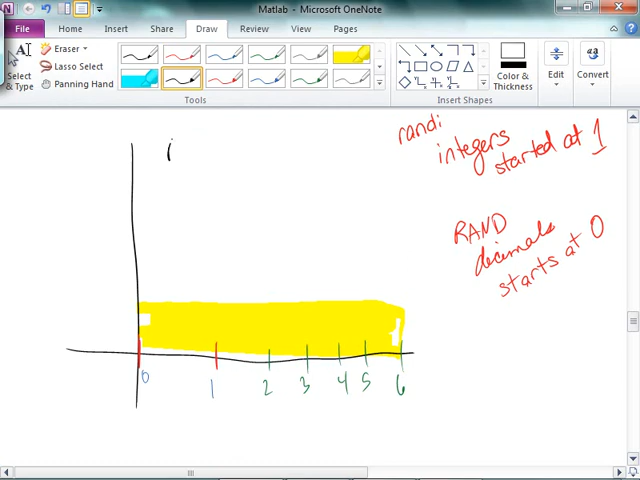 Matlab - Microsoft OneNote
File Home Insert Share Draw Review View
Eraser
Lasso Select
Panning Hand
Select
& Type
Color &
Thickness
Edit
Convert
Tools
Insert Shapes
randi
integers
started at 1
RAND
decimals
starts at 0
i
0 1 2 3 4 5 6